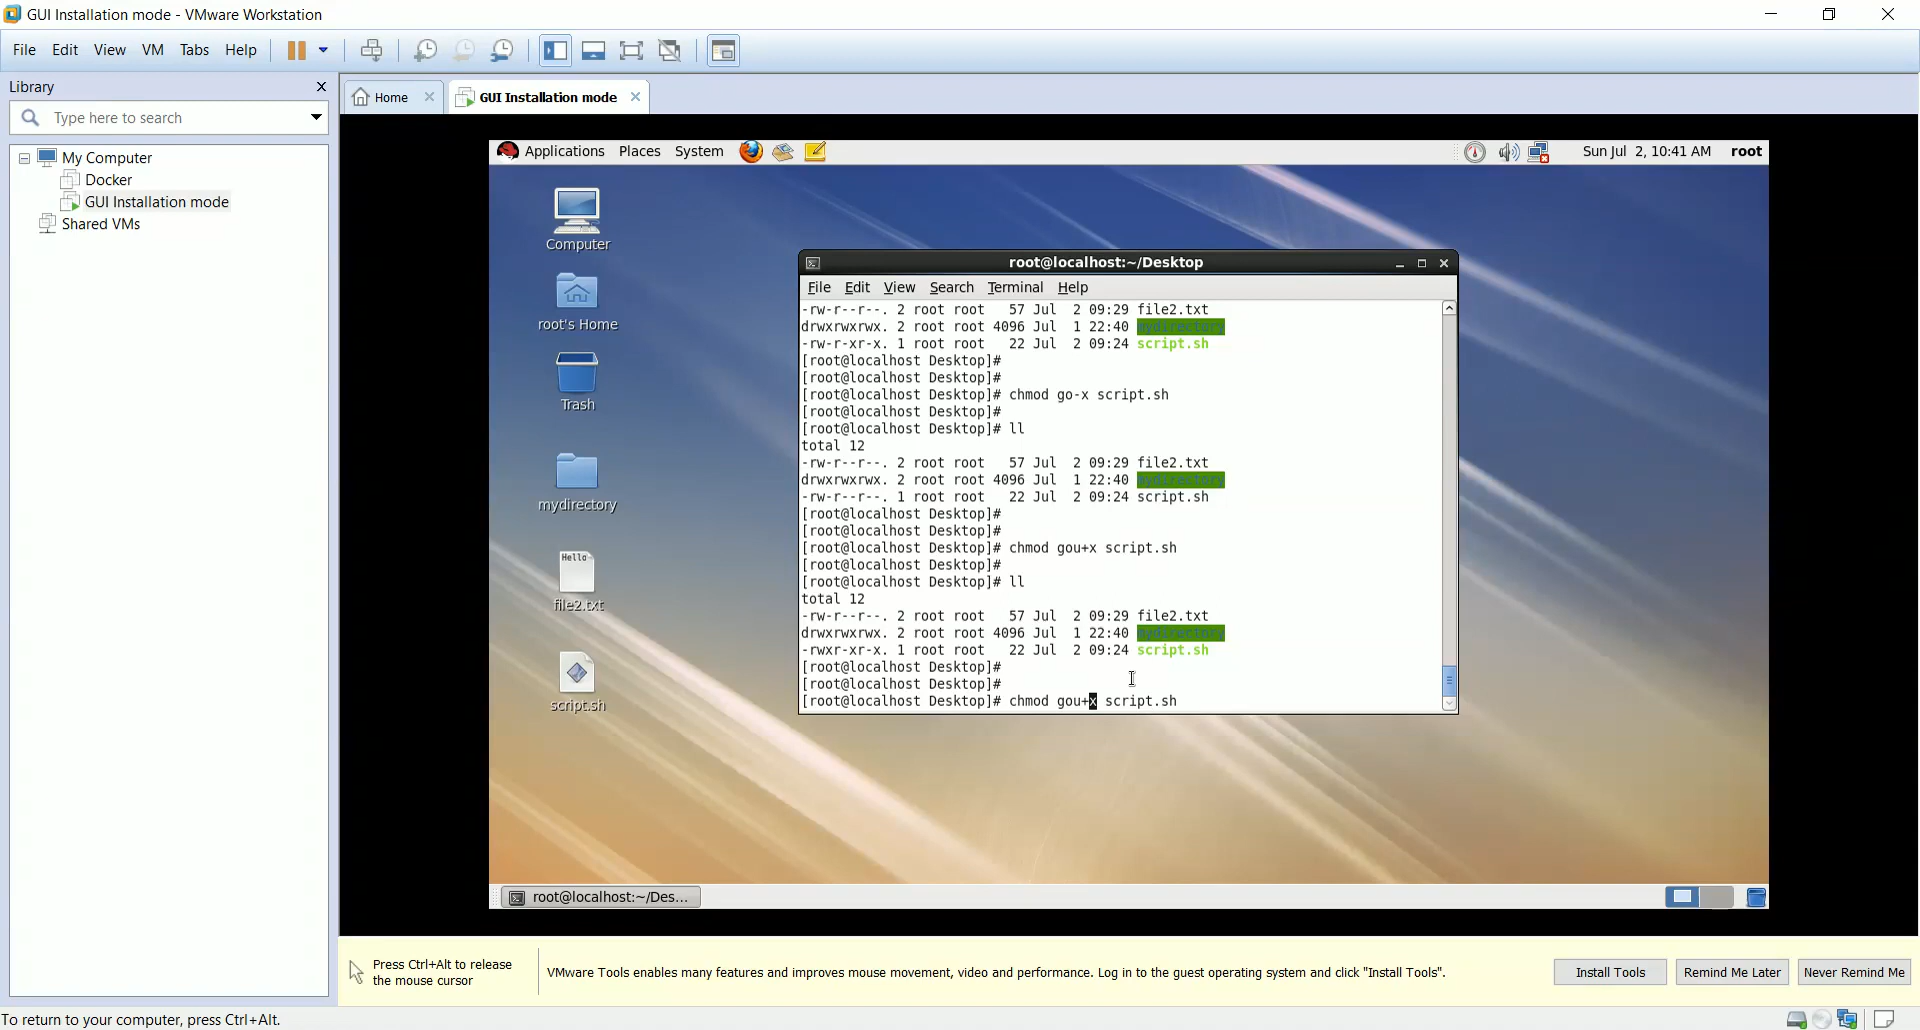 GUI Installation mode - VMware Workstation
File Edit View VM Tabs Help
Library
Type here to search
My Computer
Docker
GUI Installation mode
Shared VMs
Home
GUI Installation mode
Applications Places System
Sun Jul 2, 10:41 AM root
Computer
root's Home
Trash
mydirectory
Hello
file2.txt
script.sh
root@localhost:~/Desktop
File Edit View Search Terminal Help
-rw-r--r--. 2 root root   57 Jul  2 09:29 file2.txt
drwxrwxrwx. 2 root root 4096 Jul  1 22:40 mydirectory
-rw-r-xr-x. 1 root root   22 Jul  2 09:24 script.sh
[root@localhost Desktop]#
[root@localhost Desktop]#
[root@localhost Desktop]# chmod go-x script.sh
[root@localhost Desktop]#
[root@localhost Desktop]# ll
total 12
-rw-r--r--. 2 root root   57 Jul  2 09:29 file2.txt
drwxrwxrwx. 2 root root 4096 Jul  1 22:40 mydirectory
-rw-r--r--. 1 root root   22 Jul  2 09:24 script.sh
[root@localhost Desktop]#
[root@localhost Desktop]#
[root@localhost Desktop]# chmod gou+x script.sh
[root@localhost Desktop]#
[root@localhost Desktop]# ll
total 12
-rw-r--r--. 2 root root   57 Jul  2 09:29 file2.txt
drwxrwxrwx. 2 root root 4096 Jul  1 22:40 mydirectory
-rwxr-xr-x. 1 root root   22 Jul  2 09:24 script.sh
[root@localhost Desktop]#
[root@localhost Desktop]#
[root@localhost Desktop]# chmod gou+x script.sh
root@localhost:~/Des...
Press Ctrl+Alt to release
the mouse cursor
VMware Tools enables many features and improves mouse movement, video and performance. Log in to the guest operating system and click "Install Tools".
Install Tools
Remind Me Later
Never Remind Me
To return to your computer, press Ctrl+Alt.